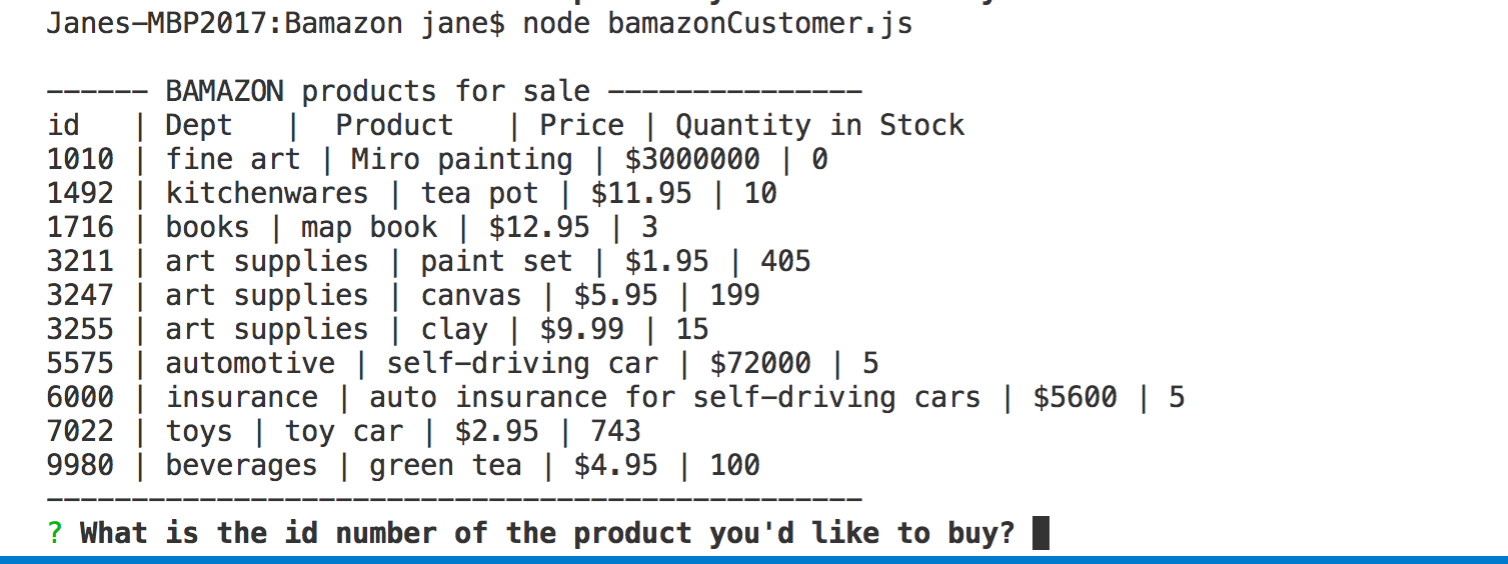 Janes-MBP2017:Bamazon jane$ node bamazonCustomer.js
------ BAMAZON products for sale ---------------
id   | Dept   |  Product   | Price | Quantity in Stock
1010 | fine art | Miro painting | $3000000 | 0
1492 | kitchenwares | tea pot | $11.95 | 10
1716 | books | map book | $12.95 | 3
3211 | art supplies | paint set | $1.95 | 405
3247 | art supplies | canvas | $5.95 | 199
3255 | art supplies | clay | $9.99 | 15
5575 | automotive | self-driving car | $72000 | 5
6000 | insurance | auto insurance for self-driving cars | $5600 | 5
7022 | toys | toy car | $2.95 | 743
9980 | beverages | green tea | $4.95 | 100
------------------------------------------------
? What is the id number of the product you'd like to buy?